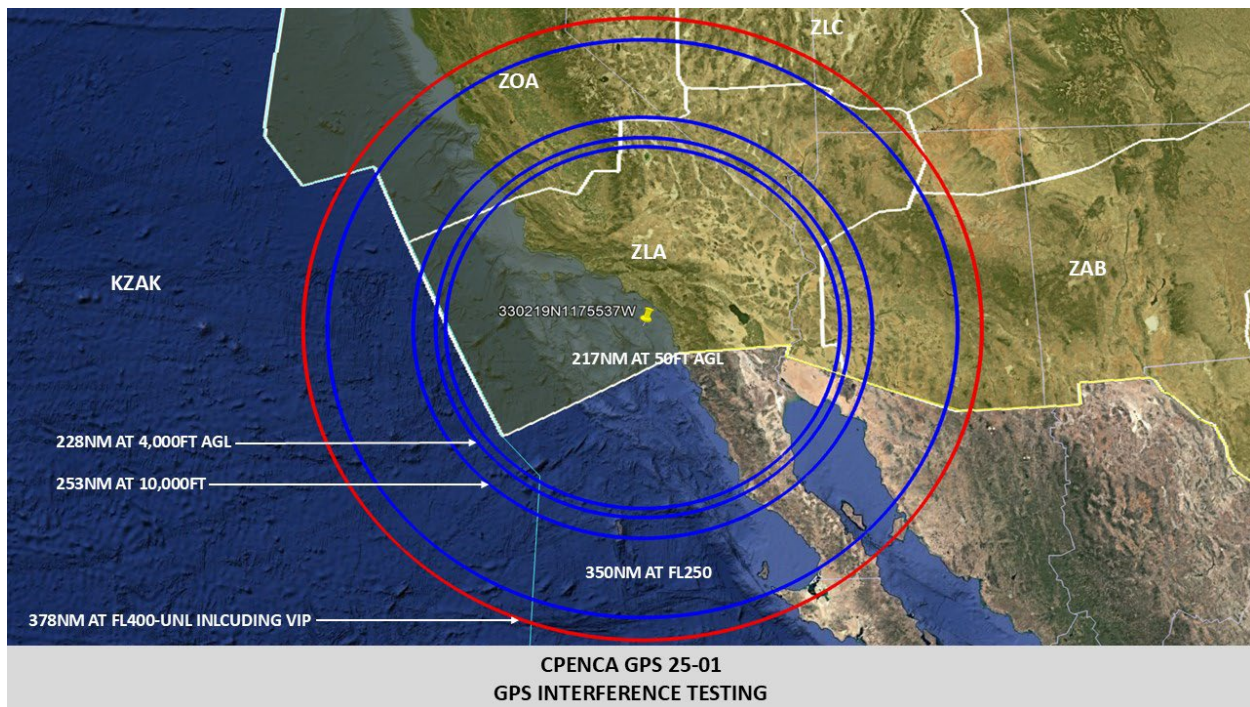 ZLC
ZOA
ZLA
ZAB
KZAK
330219N1175537W
217NM AT 50FT AGL
228NM AT 4,000FT AGL
253NM AT 10,000FT
350NM AT FL250
378NM AT FL400-UNL INLCUDING VIP
CPENCA GPS 25-01
GPS INTERFERENCE TESTING